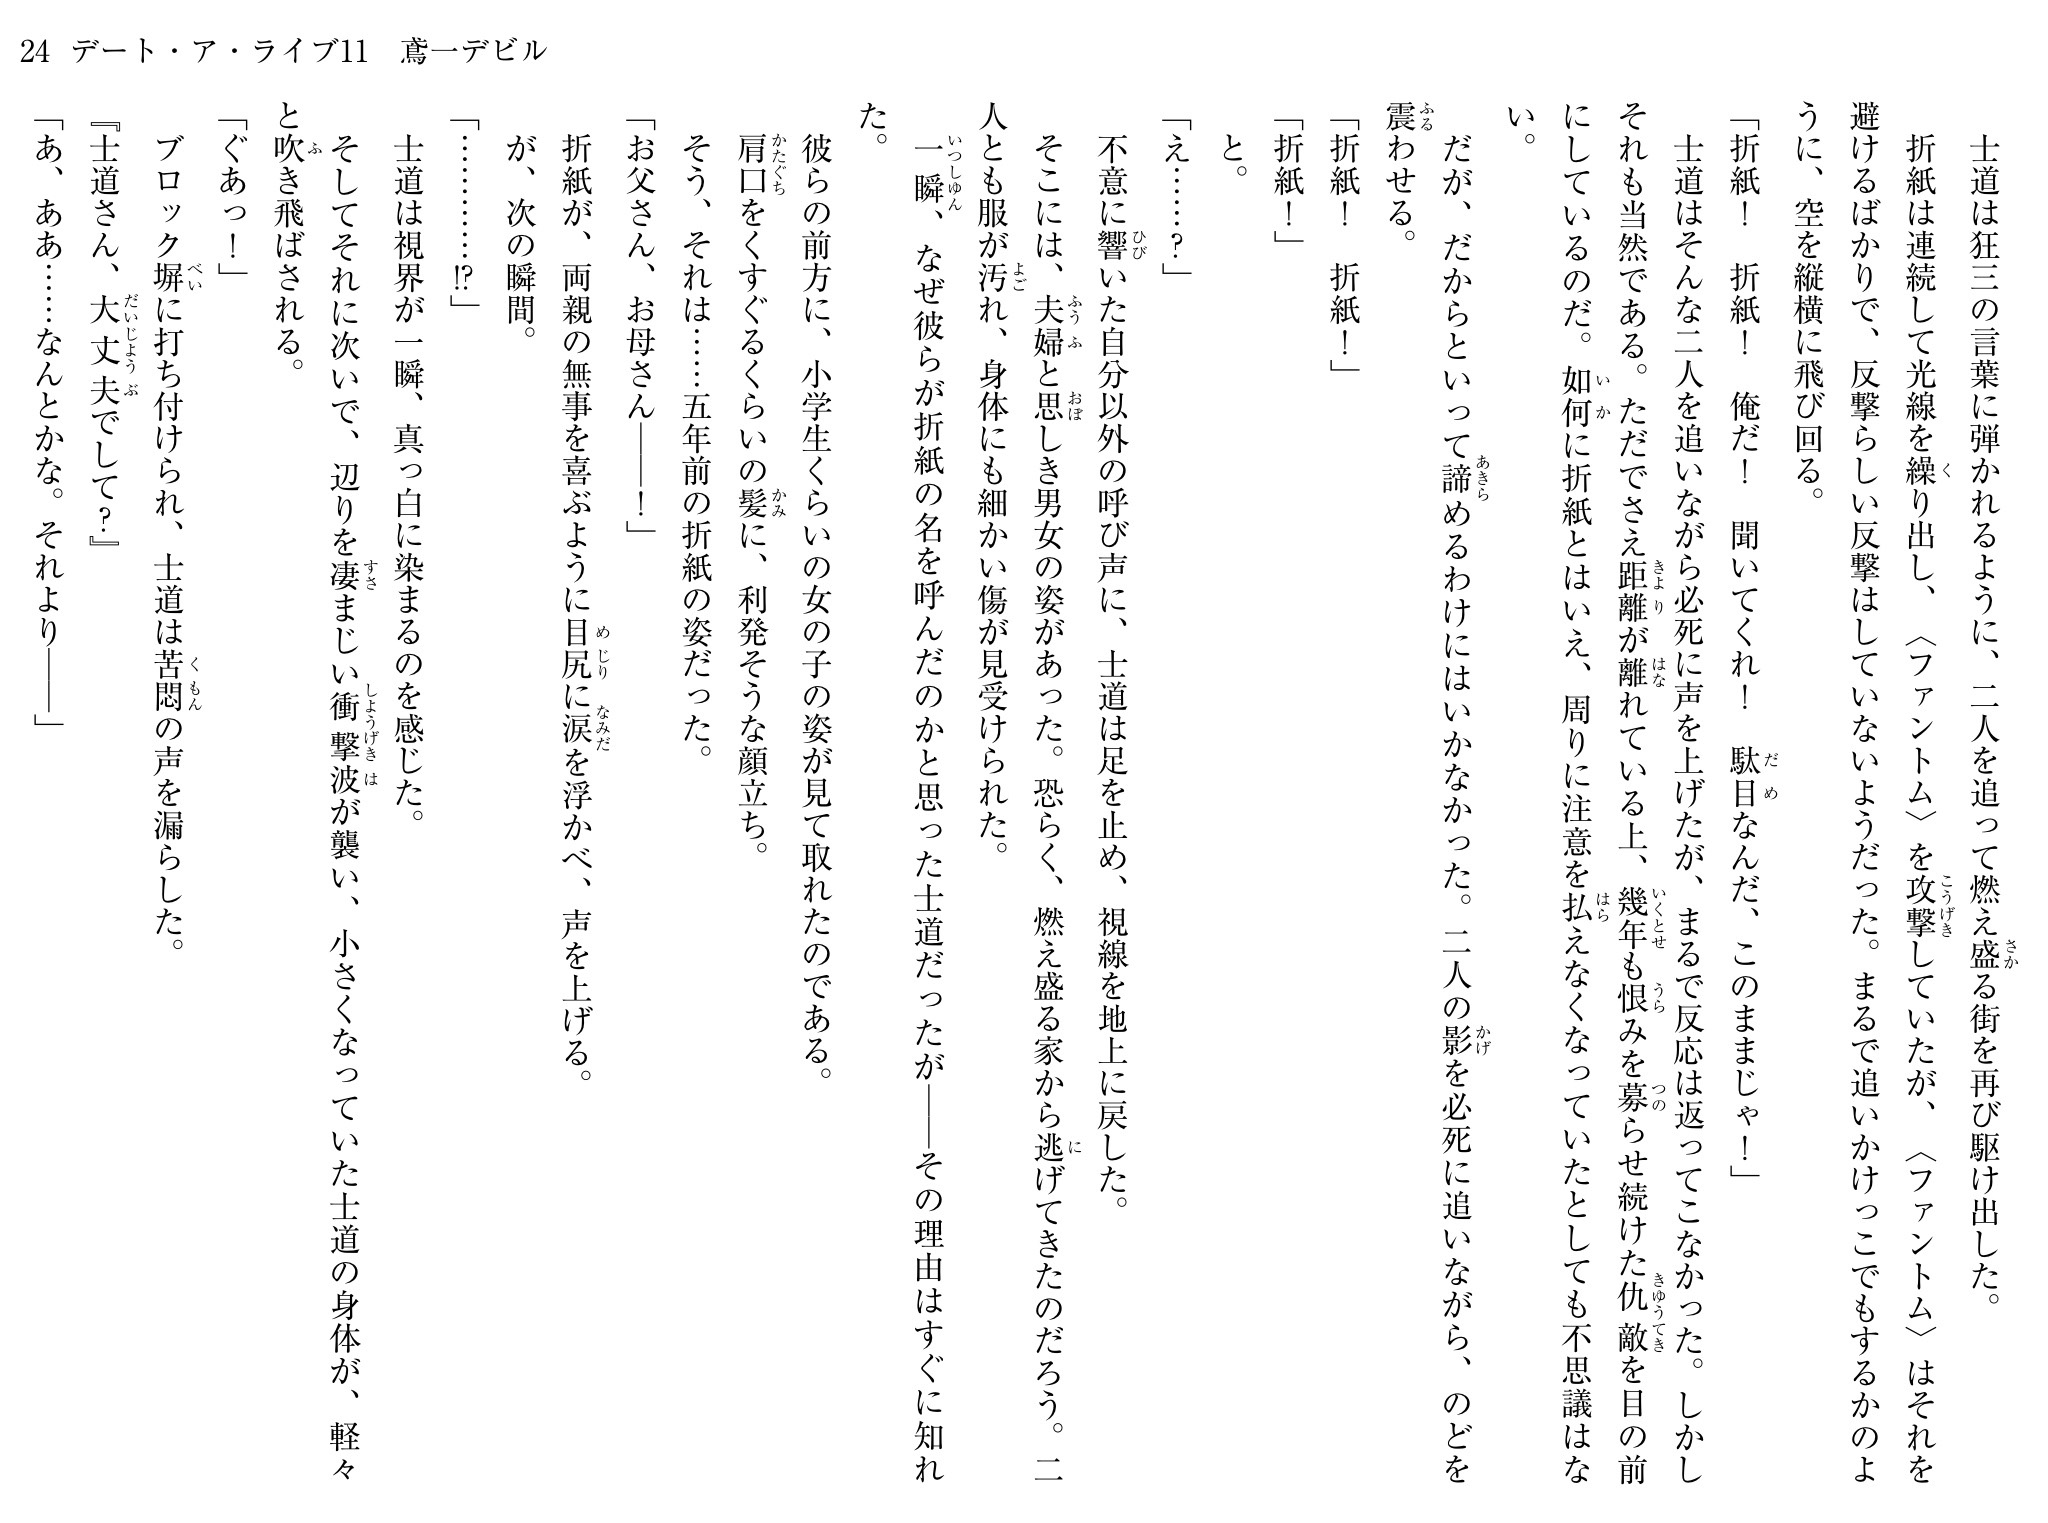 24 デート・ア・ライブ11　鳶一デビル
　士道は狂三の言葉に弾かれるように、二人を追って燃え盛る街を再び駆け出した。
　折紙は連続して光線を繰り出し、〈ファントム〉を攻撃していたが、〈ファントム〉はそれを
避けるばかりで、反撃らしい反撃はしていないようだった。まるで追いかけっこでもするかのよ
うに、空を縦横に飛び回る。
「折紙！　折紙！　俺だ！　聞いてくれ！　駄目なんだ、このままじゃ！」
　士道はそんな二人を追いながら必死に声を上げたが、まるで反応は返ってこなかった。しかし
それも当然である。ただでさえ距離が離れている上、幾年も恨みを募らせ続けた仇敵を目の前
にしているのだ。如何に折紙とはいえ、周りに注意を払えなくなっていたとしても不思議はな
い。
　だが、だからといって諦めるわけにはいかなかった。二人の影を必死に追いながら、のどを
震わせる。
「折紙！　折紙！」
「折紙！」
　と。
「え……？」
　不意に響いた自分以外の呼び声に、士道は足を止め、視線を地上に戻した。
　そこには、夫婦と思しき男女の姿があった。恐らく、燃え盛る家から逃げてきたのだろう。二
人とも服が汚れ、身体にも細かい傷が見受けられた。
　一瞬、なぜ彼らが折紙の名を呼んだのかと思った士道だったが――その理由はすぐに知れ
た。
　彼らの前方に、小学生くらいの女の子の姿が見て取れたのである。
　肩口をくすぐるくらいの髪に、利発そうな顔立ち。
　そう、それは……五年前の折紙の姿だった。
「お父さん、お母さん――！」
　折紙が、両親の無事を喜ぶように目尻に涙を浮かべ、声を上げる。
　が、次の瞬間。
「…………⁉」
　士道は視界が一瞬、真っ白に染まるのを感じた。
　そしてそれに次いで、辺りを凄まじい衝撃波が襲い、小さくなっていた士道の身体が、軽々
と吹き飛ばされる。
「ぐあっ！」
　ブロック塀に打ち付けられ、士道は苦悶の声を漏らした。
『士道さん、大丈夫でして？』
「あ、ああ……なんとかな。それより――」